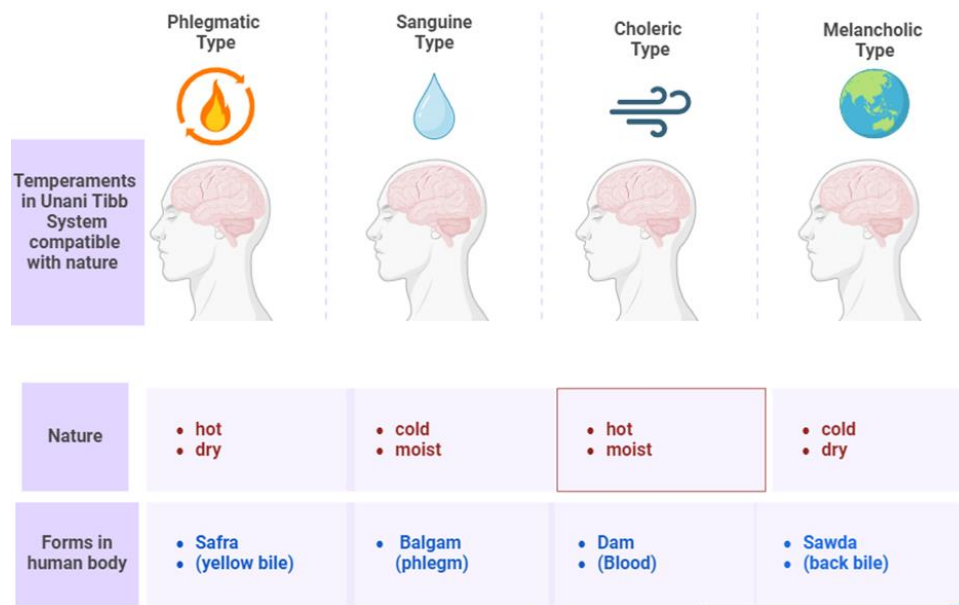 Phlegmatic
Type
Sanguine
Type
Choleric
Type
Melancholic
Type
Temperaments
in Unani Tibb
System
compatible
with nature
Nature
• hot
• dry
• cold
• moist
• hot
• moist
• cold
• dry
Forms in
human body
• Safra
• (yellow bile)
• Balgam
(phlegm)
• Dam
• (Blood)
• Sawda
• (back bile)